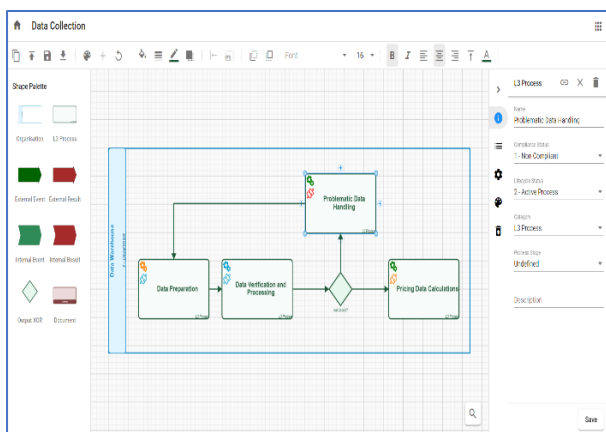 Data Collection
Font
16
B
I
A
Shape Palette
Organisation
L3 Process
External Event
External Result
Internal Event
Internal Result
Output XOR
Document
Data Warehouse
Problematic Data
Handling
Data Preparation
Data Verification and
Processing
Pricing Data Calculations
L3 Process
Name
Problematic Data Handling
Compliance Status
1 - Non Compliant
Lifecycle Status
2 - Active Process
Category
L3 Process
Process Stage
Undefined
Description
Save